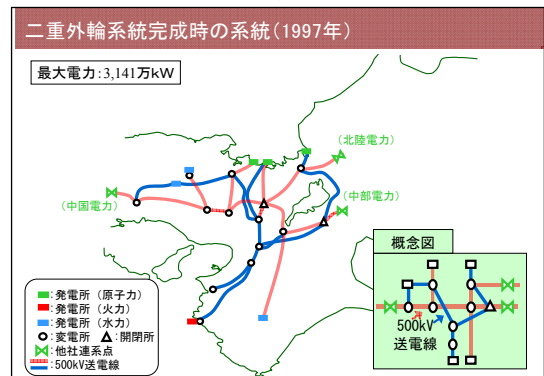 二重外輪系統完成時の系統(1997年)
最大電力:3,141万kW
(北陸電力)
(中国電力)
(中部電力)
概念図
500kV
送電線
:発電所(原子力)
:発電所(火力)
:発電所(水力)
:変電所 :開閉所
:他社連系点
:500kV送電線